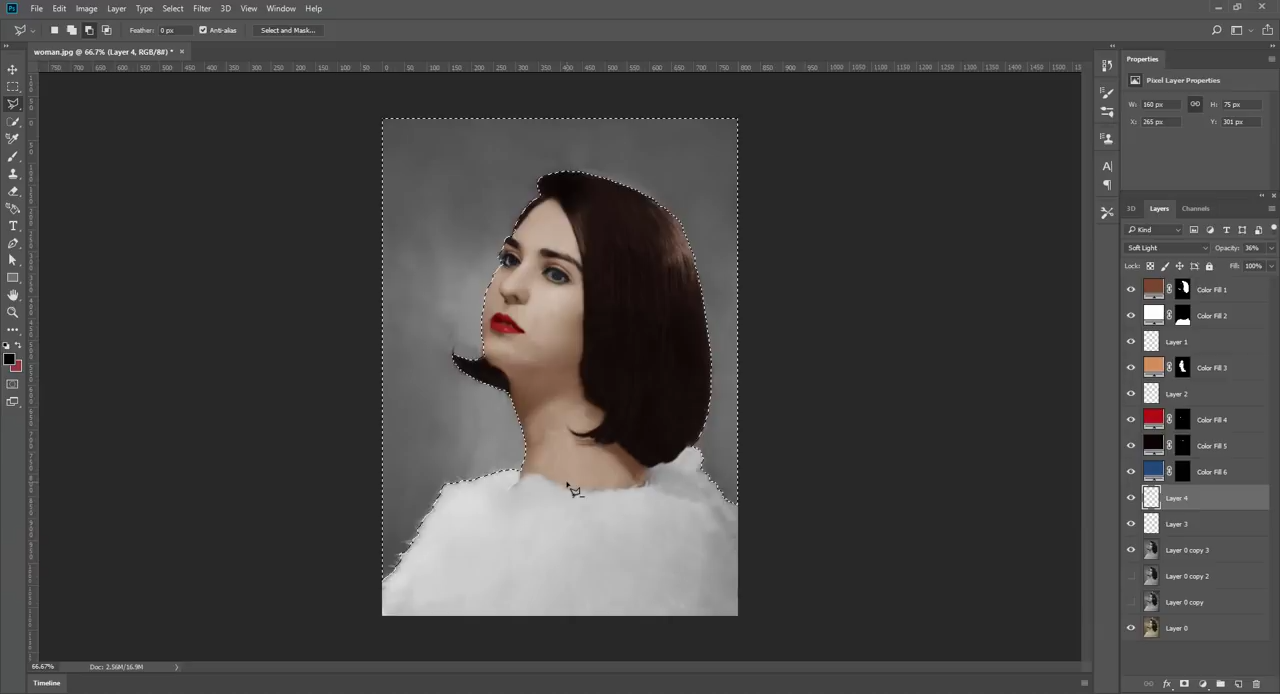 Ps File Edit Image Layer Type Select Filter 3D View Window Help
Feather: 0 px Anti-alias Select and Mask...
woman.jpg @ 66.7% (Layer 4, RGB/8#) * ×
Properties
Pixel Layer Properties
W: 160 px H: 75 px
X: 265 px Y: 301 px
3D Layers Channels
Kind
Soft Light Opacity: 36%
Lock: Fill: 100%
Color Fill 1
Color Fill 2
Layer 1
Color Fill 3
Layer 2
Color Fill 4
Color Fill 5
Color Fill 6
Layer 4
Layer 3
Layer 0 copy 3
Layer 0 copy 2
Layer 0 copy
Layer 0
66.67% Doc: 2.56M/16.9M
Timeline